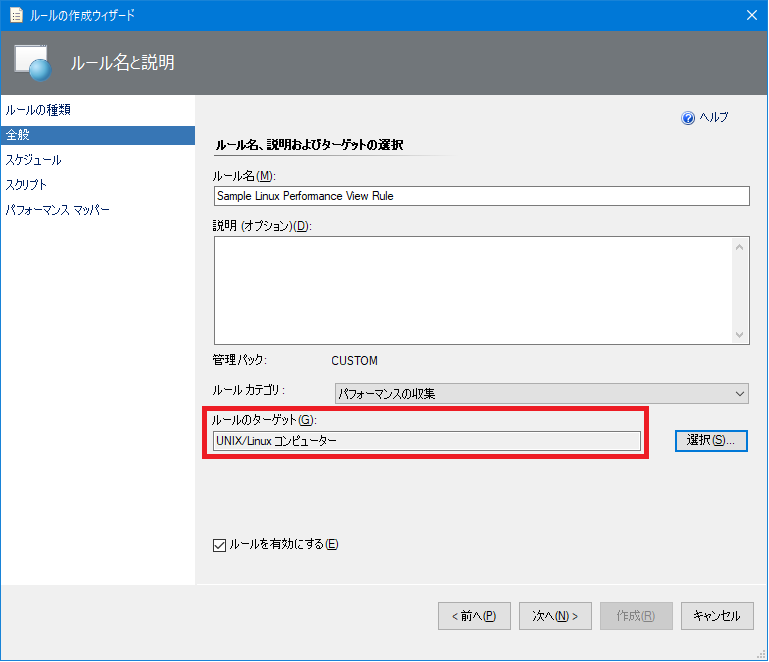 ルールの作成ウィザード
ルール名と説明
ルールの種類
全般
スケジュール
スクリプト
パフォーマンス マッパー
ヘルプ
ルール名、説明およびターゲットの選択
ルール名(M):
Sample Linux Performance View Rule
説明 (オプション)(D):
管理パック: CUSTOM
ルール カテゴリ: パフォーマンスの収集
ルールのターゲット(G):
UNIX/Linux コンピューター
選択(S)...
ルールを有効にする(E)
< 前へ(P) 次へ(N) > 作成(R) キャンセル